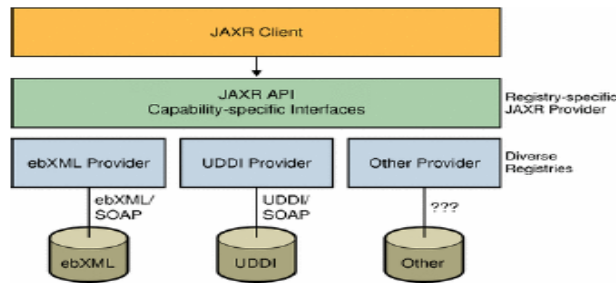 JAXR Client
JAXR API
Capability-specific Interfaces
Registry-specific
JAXR Provider
ebXML Provider
UDDI Provider
Other Provider
Diverse
Registries
ebXML/
SOAP
UDDI/
SOAP
???
ebXML
UDDI
Other